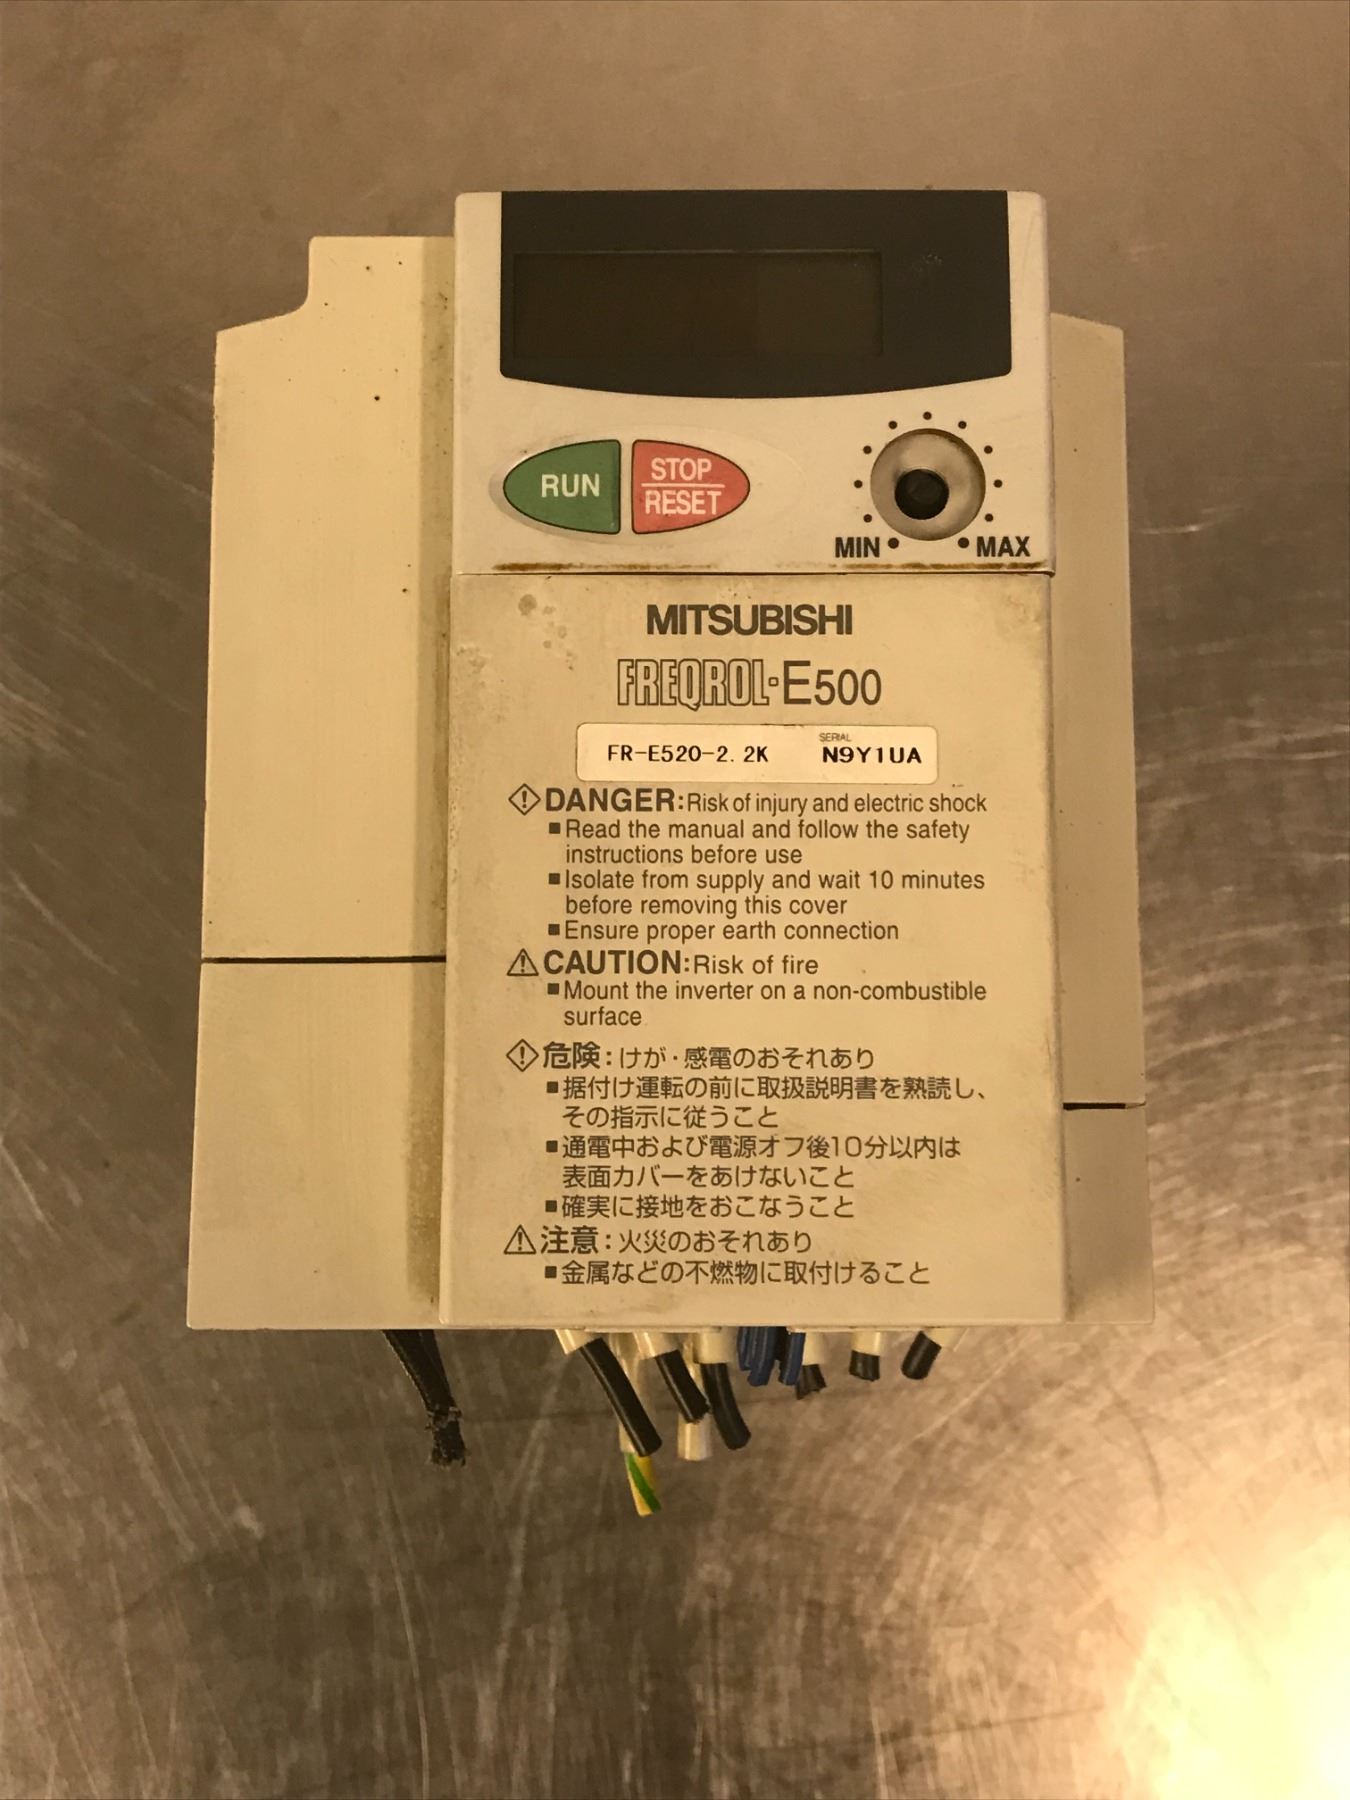 RUN
STOP
RESET
MIN
MAX
MITSUBISHI
FREQROL-E500
FR-E520-2.2K
SERIAL
N9Y1UA
DANGER:Risk of injury and electric shock
■Read the manual and follow the safety
instructions before use
■Isolate from supply and wait 10 minutes
before removing this cover
■Ensure proper earth connection
CAUTION:Risk of fire
■Mount the inverter on a non-combustible
surface
危険:けが・感電のおそれあり
■据付け運転の前に取扱説明書を熟読し、
その指示に従うこと
■通電中および電源オフ後10分以内は
表面カバーをあけないこと
■確実に接地をおこなうこと
注意:火災のおそれあり
■金属などの不燃物に取付けること